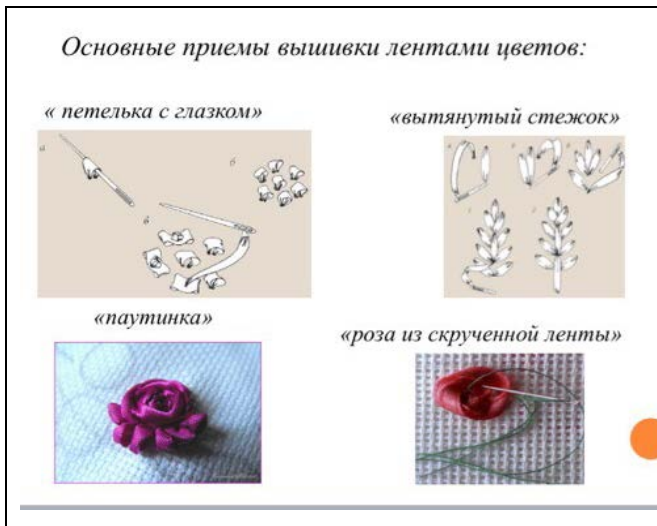 Основные приемы вышивки лентами цветов:
« петелька с глазком»
«вытянутый стежок»
а
б
в
«паутинка»
«роза из скрученной ленты»